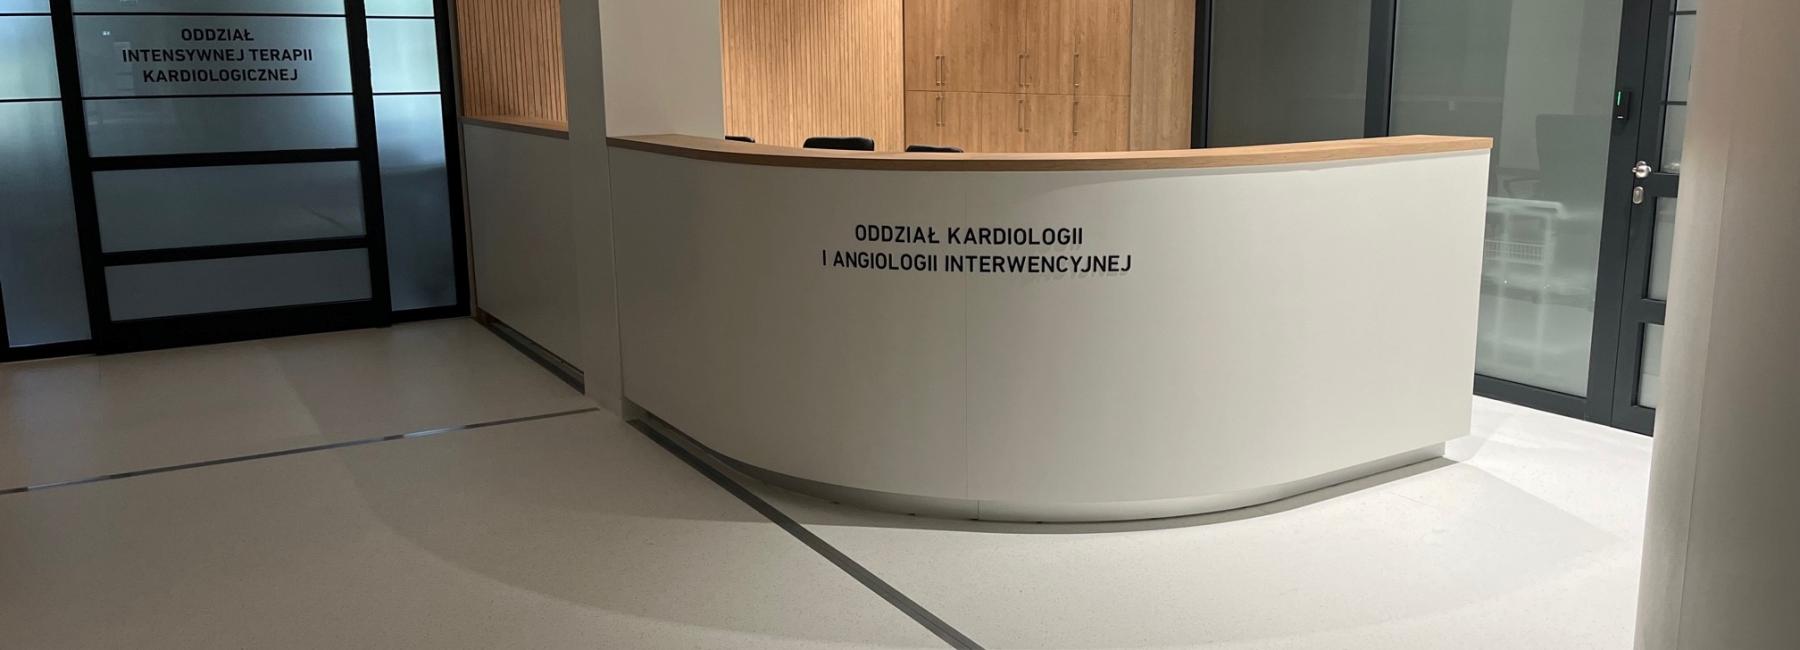 ODDZIAŁ
INTENSYWNEJ TERAPII
KARDIOLOGICZNEJ
ODDZIAŁ KARDIOLOGII
I ANGIOLOGII INTERWENCYJNEJ